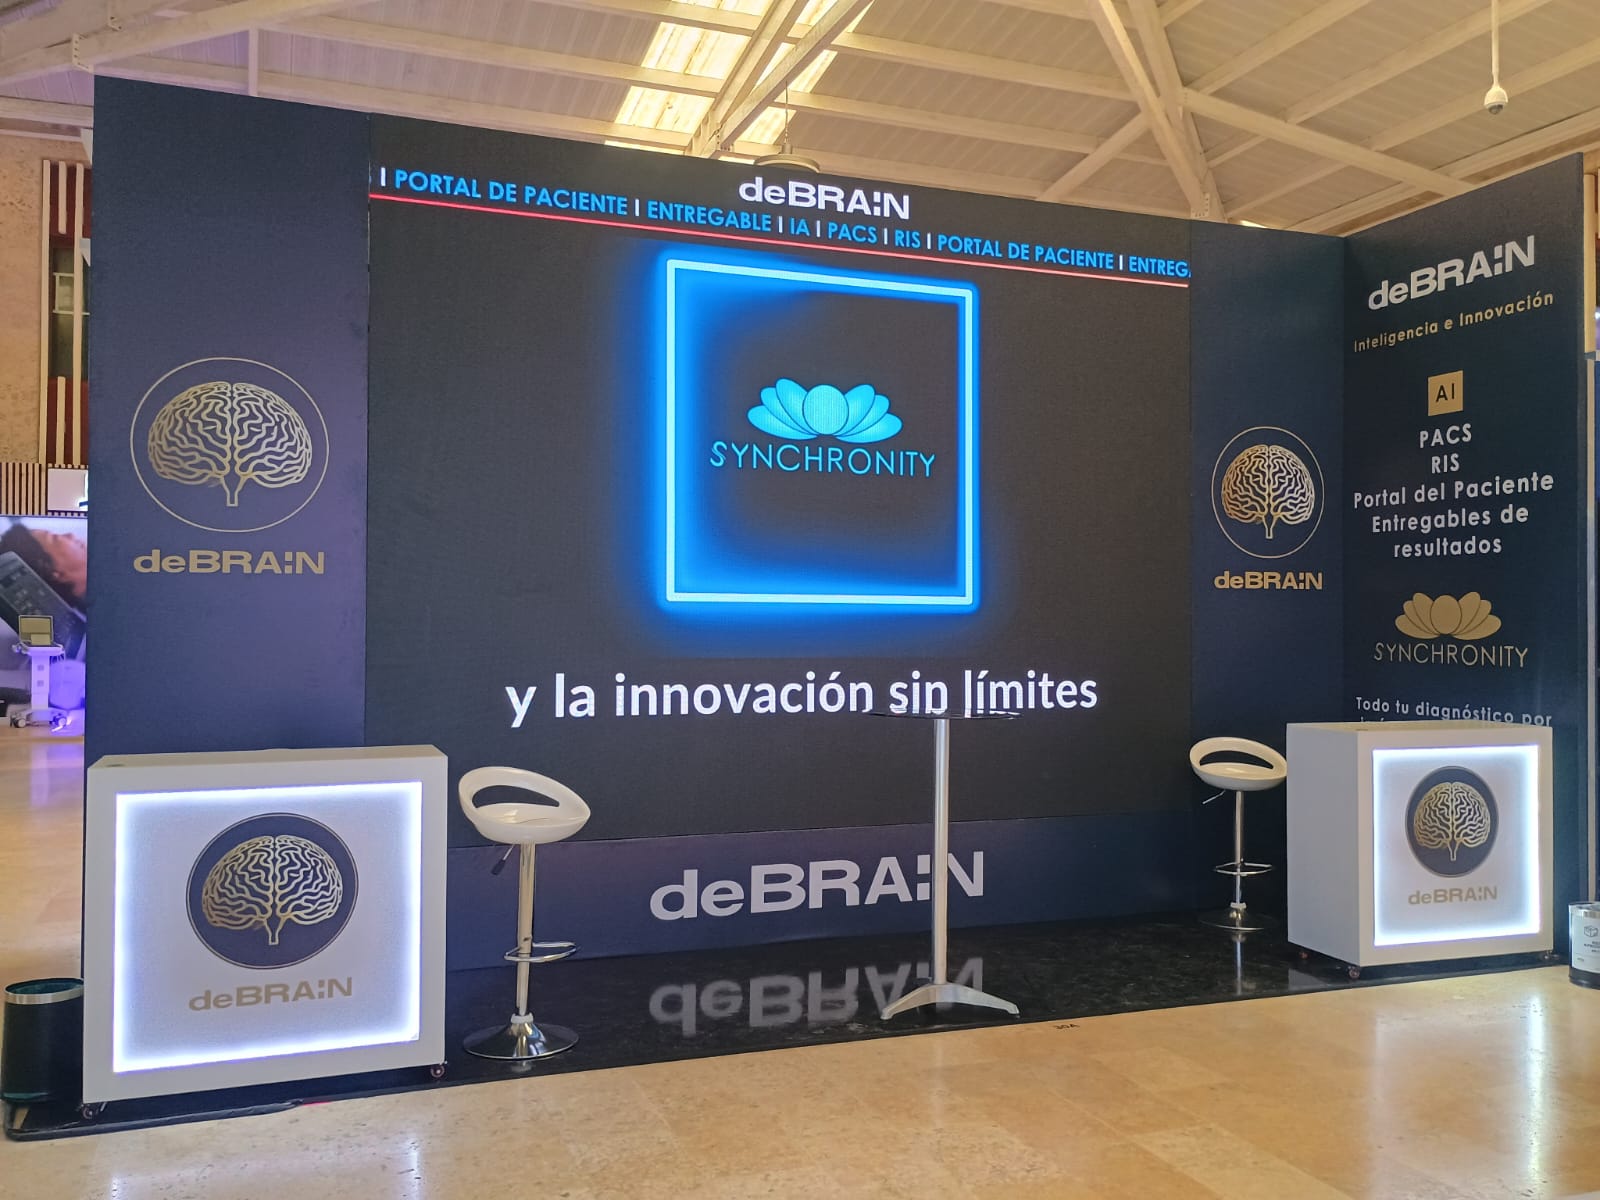 deBRA:N
| PORTAL DE PACIENTE | ENTREGABLE | IA | PACS | RIS | PORTAL DE PACIENTE | ENTREGA
SYNCHRONITY
y la innovación sin límites
deBRA:N
deBRA:N
deBRA:N
deBRA:N
Inteligencia e Innovación
AI
PACS
RIS
Portal del Paciente
Entregables de
resultados
SYNCHRONITY
Todo tu diagnóstico por
deBRA:N
deBRA:N
deBRA:N
30A